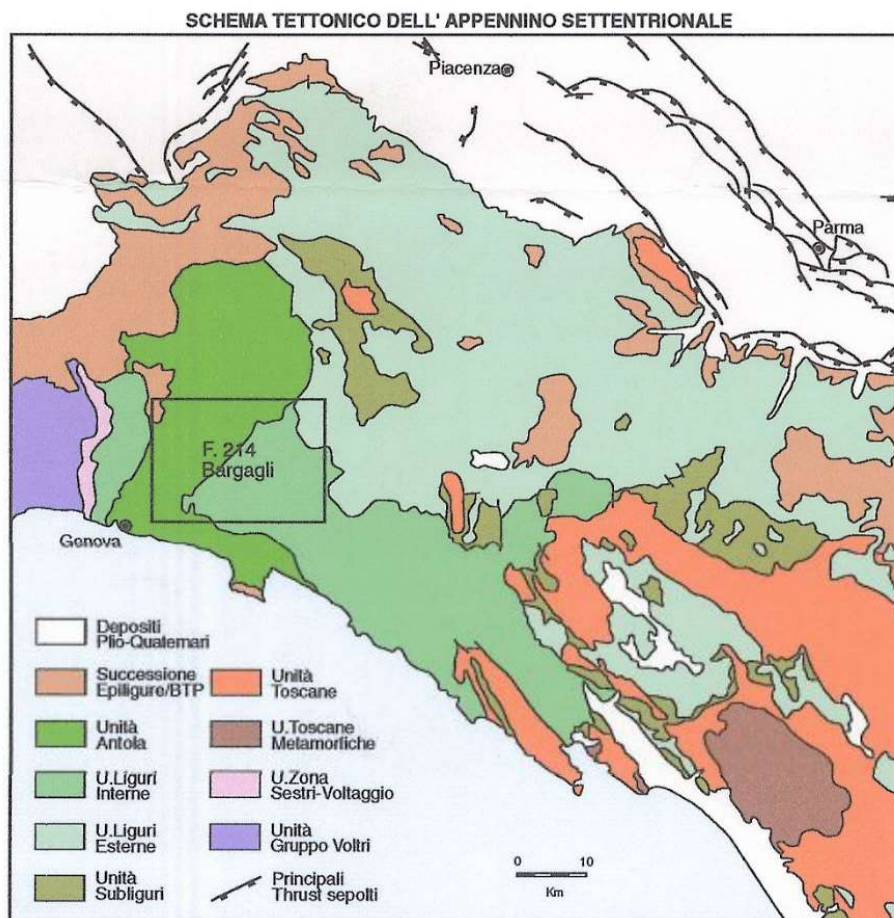 SCHEMA TETTONICO DELL' APPENNINO SETTENTRIONALE
Piacenza
Parma
F. 214
Bargagli
Genova
Depositi
Plio-Quaternari
Successione
Epiligure/BTP
Unità
Toscane
Unità
Antola
U.Toscane
Metamorfiche
U.Liguri
Interne
U.Zona
Sestri-Voltaggio
U.Liguri
Esterne
Unità
Gruppo Voltri
Unità
Subliguri
Principali
Thrust sepolti
0 10
Km